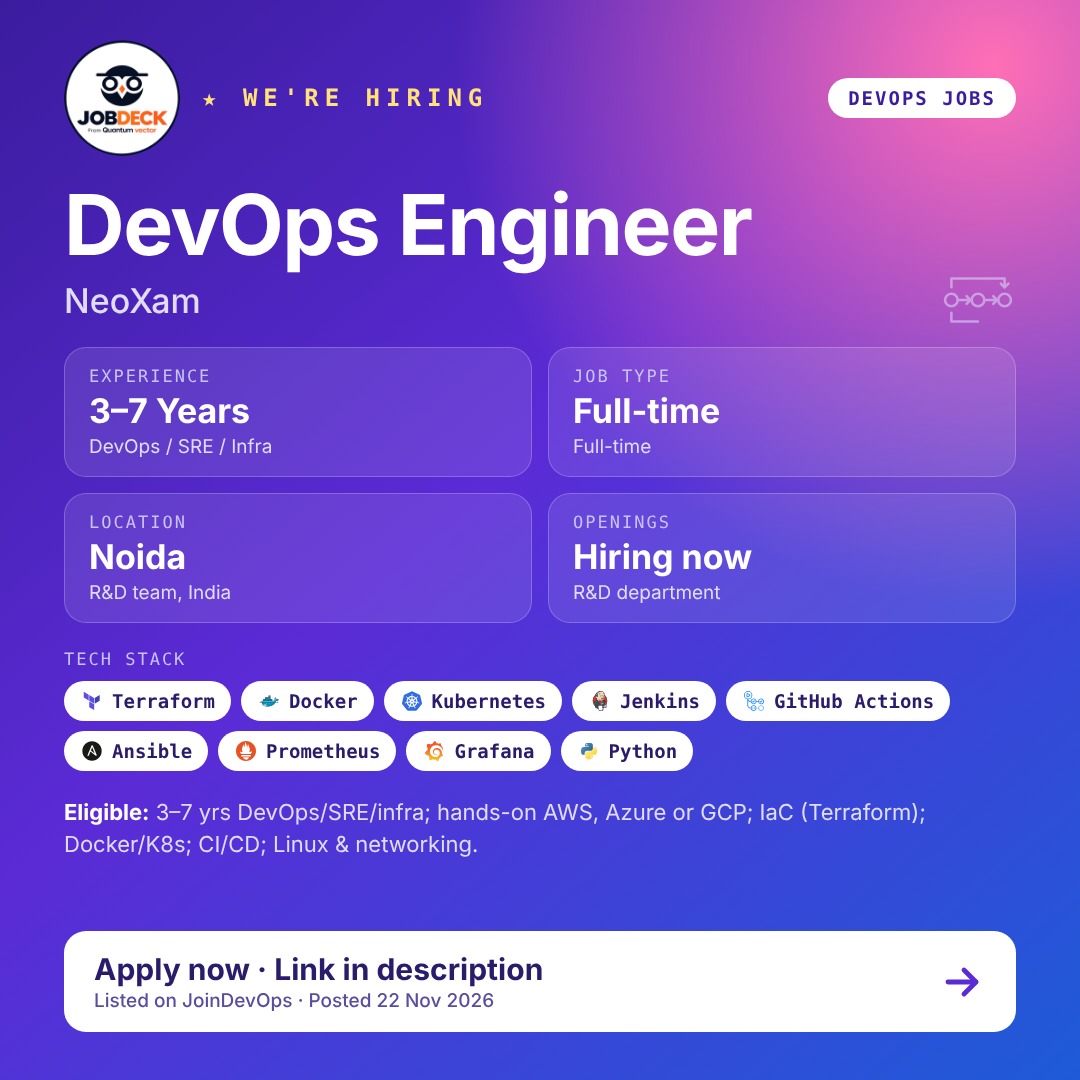 JOBDECK
From Quantum vector
★ WE'RE HIRING
DEVOPS JOBS
DevOps Engineer
NeoXam
EXPERIENCE
3–7 Years
DevOps / SRE / Infra
JOB TYPE
Full-time
Full-time
LOCATION
Noida
R&D team, India
OPENINGS
Hiring now
R&D department
TECH STACK
Terraform Docker Kubernetes Jenkins GitHub Actions
Ansible Prometheus Grafana Python
Eligible: 3–7 yrs DevOps/SRE/infra; hands-on AWS, Azure or GCP; IaC (Terraform);
Docker/K8s; CI/CD; Linux & networking.
Apply now · Link in description
Listed on JoinDevOps · Posted 22 Nov 2026